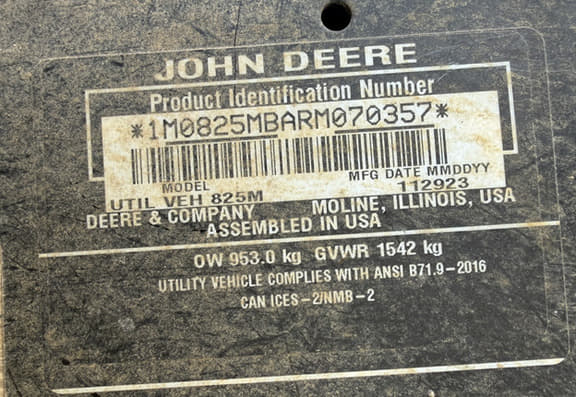 JOHN DEERE
Product Identification Number
*1M0825MBARM070357*
MODEL MFG DATE MMDDYY
UTIL VEH 825M 112923
DEERE & COMPANY MOLINE, ILLINOIS, USA
ASSEMBLED IN USA
OW 953.0 kg GVWR 1542 kg
UTILITY VEHICLE COMPLIES WITH ANSI B71.9-2016
CAN ICES-2/NMB-2